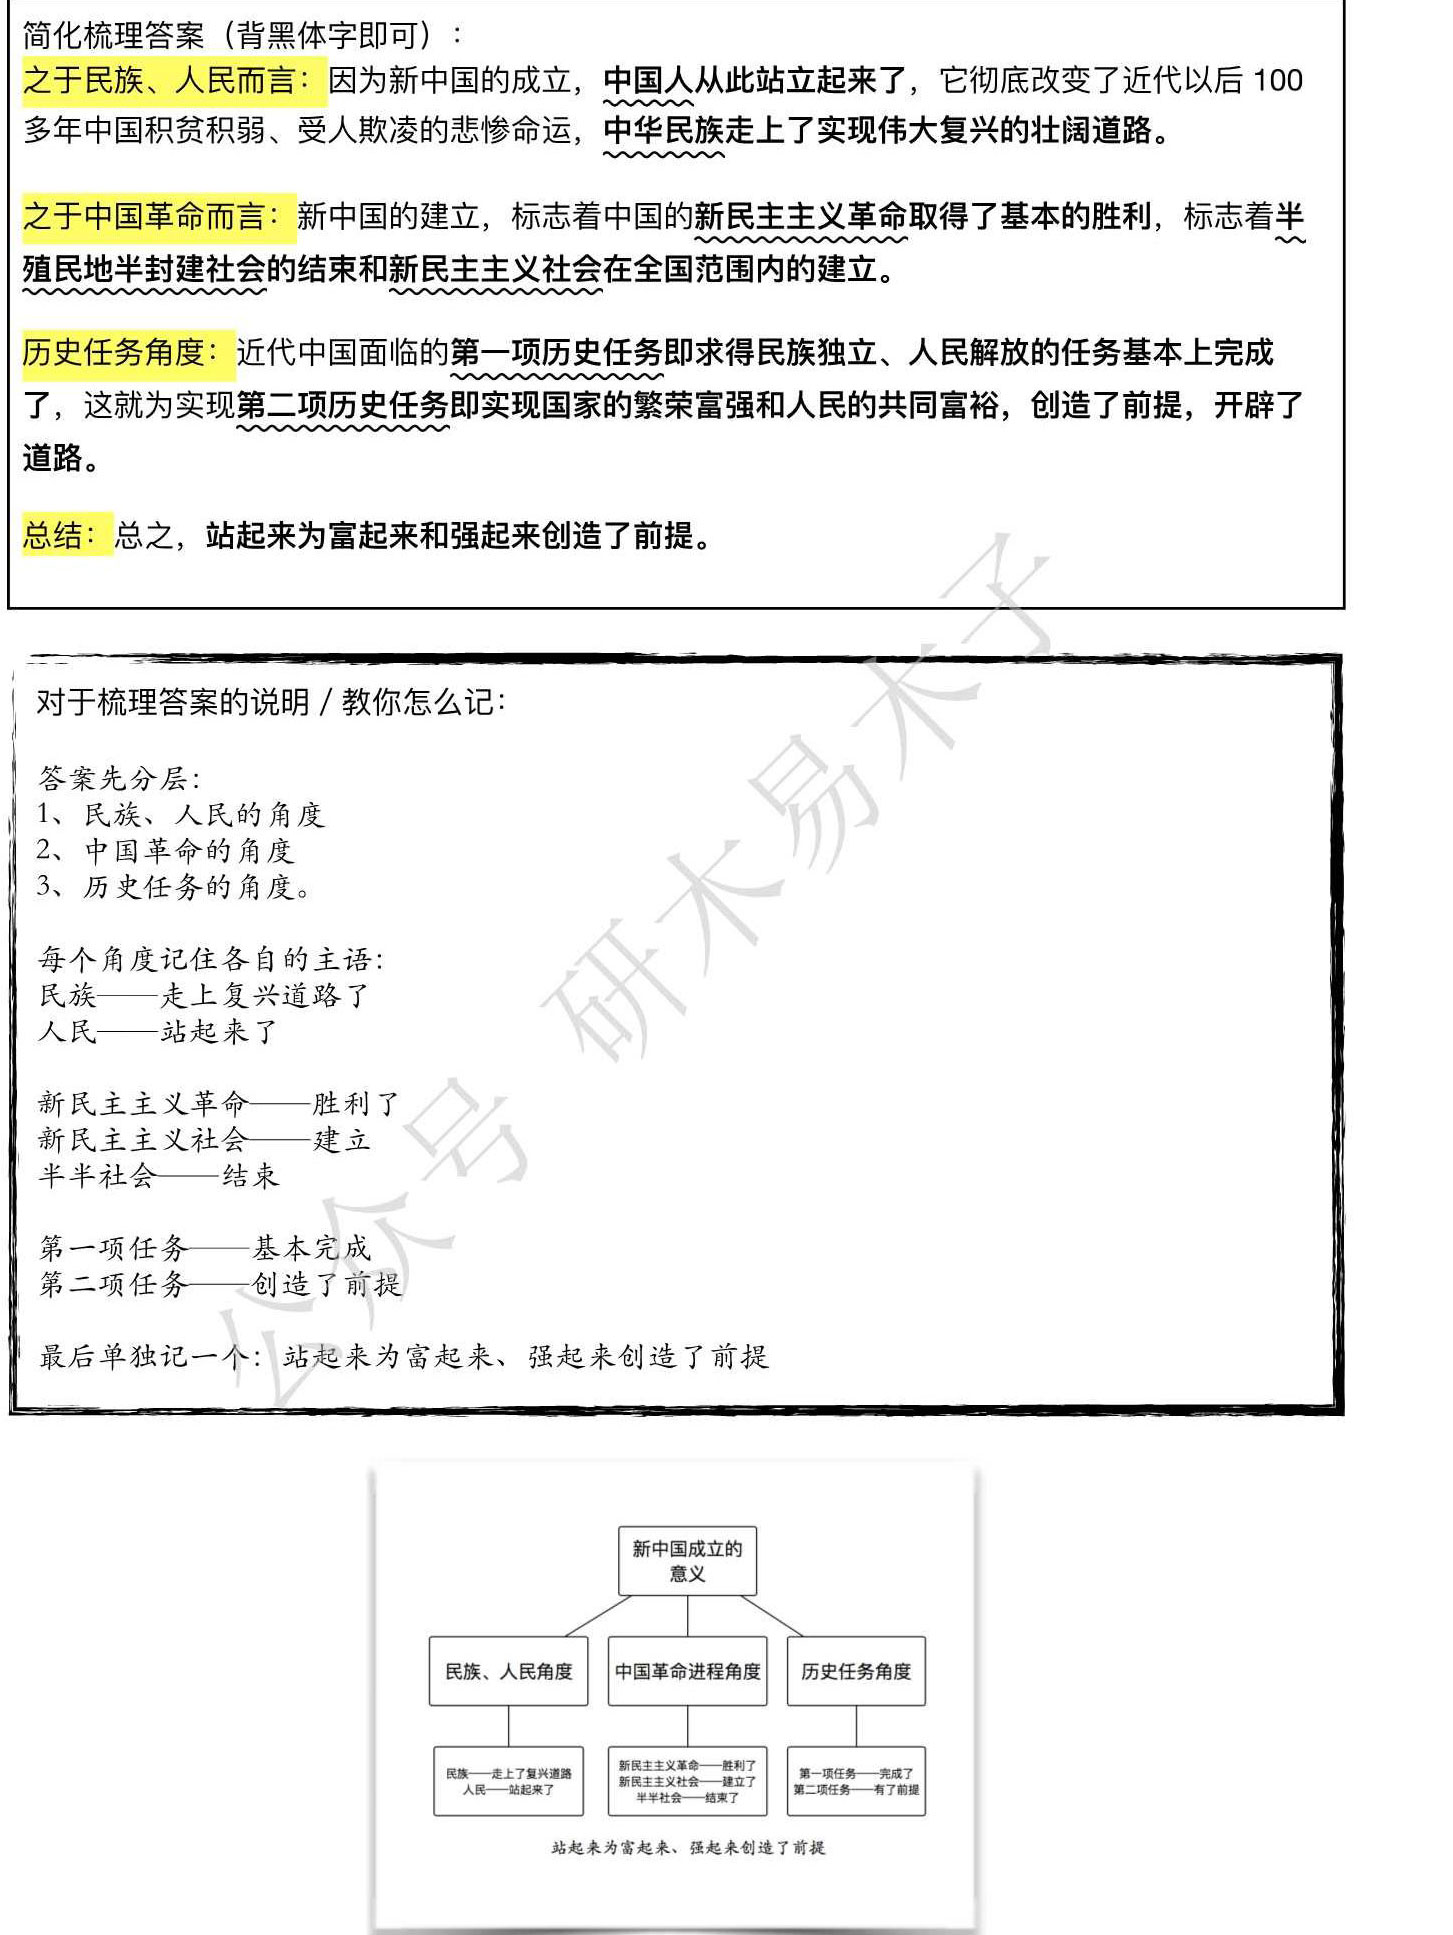 简化梳理答案（背黑体字即可）：
之于民族、人民而言：因为新中国的成立，中国人从此站立起来了，它彻底改变了近代以后 100
多年中国积贫积弱、受人欺凌的悲惨命运，中华民族走上了实现伟大复兴的壮阔道路。
之于中国革命而言：新中国的建立，标志着中国的新民主主义革命取得了基本的胜利，标志着半
殖民地半封建社会的结束和新民主主义社会在全国范围内的建立。
历史任务角度：近代中国面临的第一项历史任务即求得民族独立、人民解放的任务基本上完成
了，这就为实现第二项历史任务即实现国家的繁荣富强和人民的共同富裕，创造了前提，开辟了
道路。
总结：总之，站起来为富起来和强起来创造了前提。
对于梳理答案的说明 / 教你怎么记：
答案先分层：
1、民族、人民的角度
2、中国革命的角度
3、历史任务的角度。
每个角度记住各自的主语：
民族——走上复兴道路了
人民——站起来了
新民主主义革命——胜利了
新民主主义社会——建立
半半社会——结束
第一项任务——基本完成
第二项任务——创造了前提
最后单独记一个：站起来为富起来、强起来创造了前提
公众号 研木易木子
新中国成立的
意义
民族、人民角度
中国革命进程角度
历史任务角度
民族——走上了复兴道路
人民——站起来了
新民主主义革命——胜利了
新民主主义社会——建立了
半半社会——结束了
第一项任务——完成了
第二项任务——有了前提
站起来为富起来、强起来创造了前提